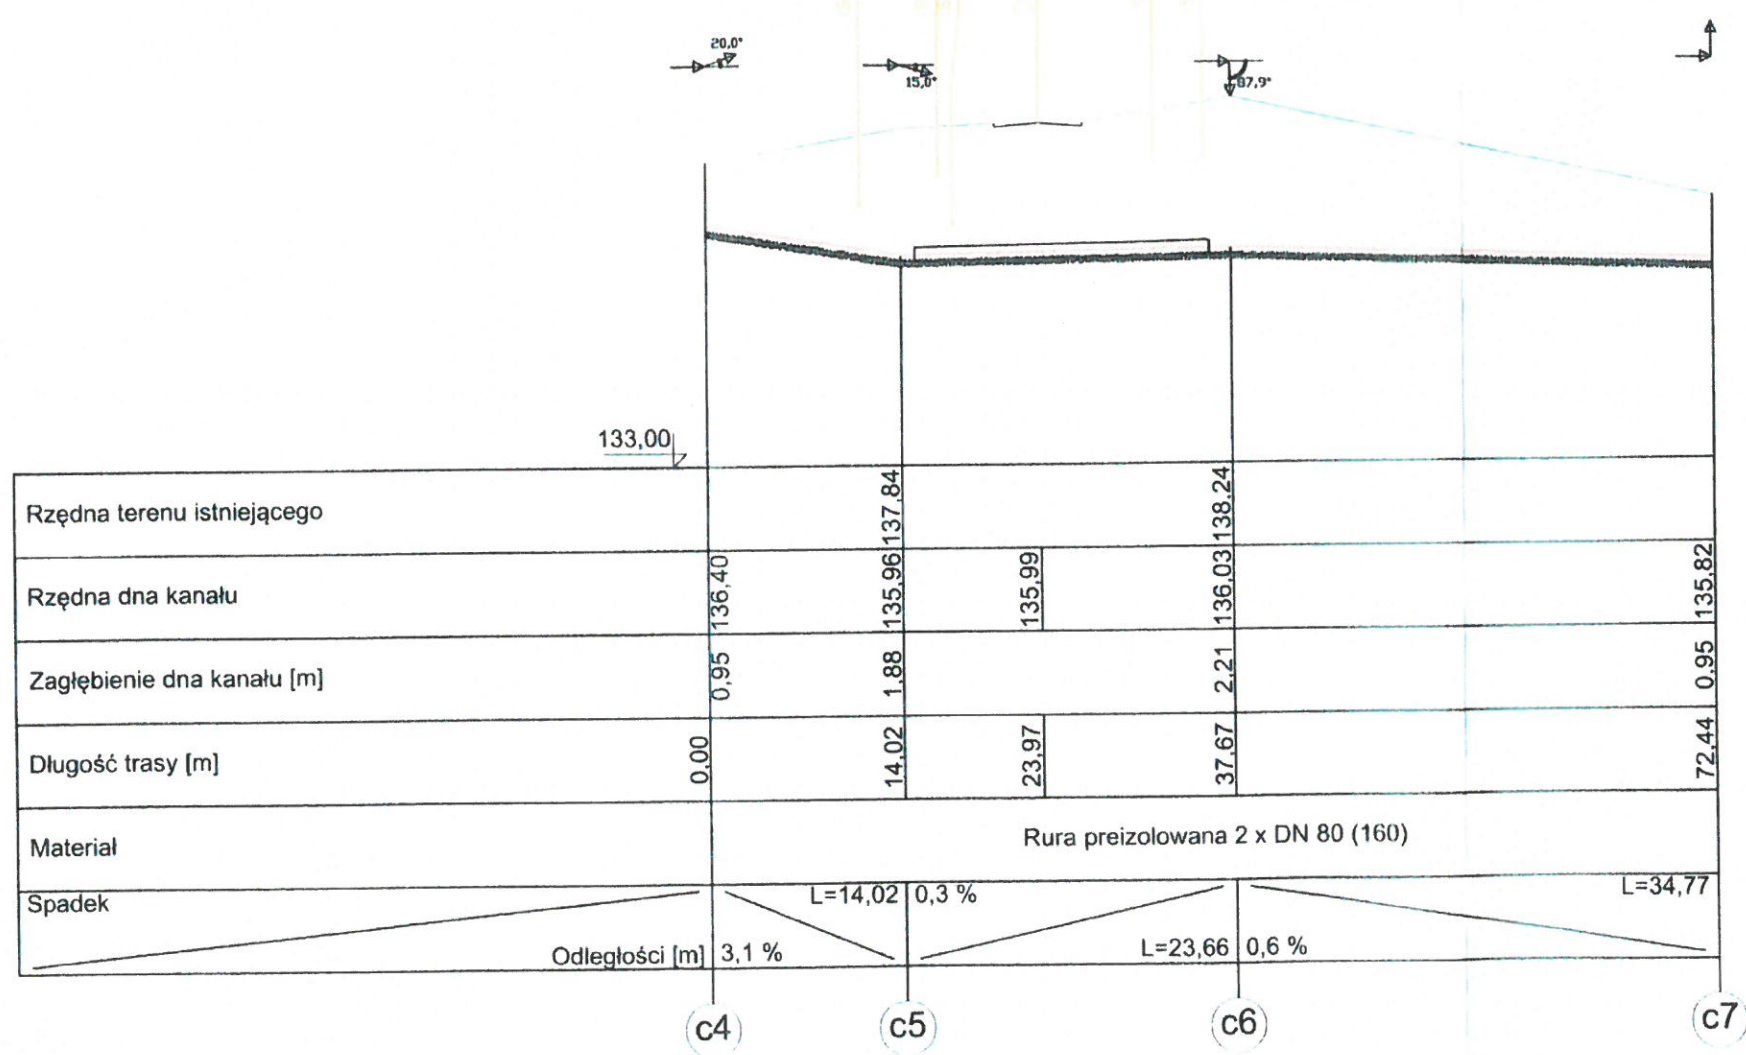 20,0°
15,0°
87,9°
133,00
Rzędna terenu istniejącego
137,84
138.24
Rzędna dna kanału
136,40
135,96
135,99
136,03
135,82
Zagłębienie dna kanału [m]
0,95
1,88
2,21
0,95
Długość trasy [m]
0,00
14,02
23,97
37,67
72,44
Materiał
Rura preizolowana 2 x DN 80 (160)
Spadek
L=14,02 0,3 %
L=34,77
Odległości [m] 3,1 %
L=23,66 0,6 %
c4
c5
c6
c7